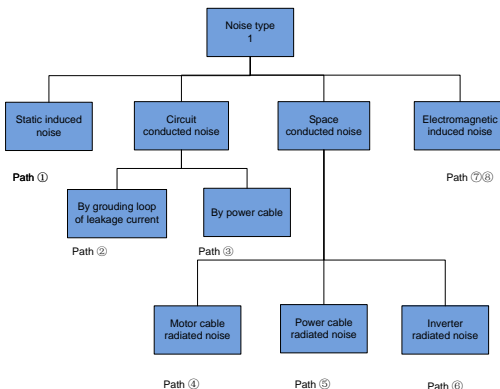 Noise type
1
Static induced
noise
Circuit
conducted noise
Space
conducted noise
Electromagnetic
induced noise
Path ①
Path ⑦⑧
By grouding loop
of leakage current
By power cable
Path ②
Path ③
Motor cable
radiated noise
Power cable
radiated noise
Inverter
radiated noise
Path ④
Path ⑤
Path ⑥